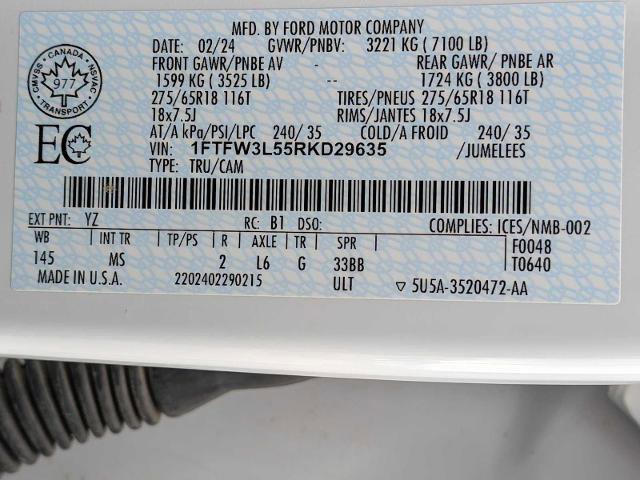 MFD. BY FORD MOTOR COMPANY
DATE: 02/24 GVWR/PNBV: 3221 KG ( 7100 LB)
FRONT GAWR/PNBE AV - REAR GAWR/ PNBE AR
1599 KG ( 3525 LB) -- 1724 KG ( 3800 LB)
275/65R18 116T TIRES/PNEUS 275/65R18 116T
18x7.5J RIMS/JANTES 18x7.5J
AT/A kPa/PSI/LPC 240/ 35 COLD/A FROID 240/ 35
VIN: 1FTFW3L55RKD29635 /JUMELEES
TYPE: TRU/CAM
CANADA
CMVSS NSVAC
977
TRANSPORT
EC
EXT PNT: YZ RC: B1 DSO: COMPLIES: ICES/NMB-002
WB INT TR TP/PS R AXLE TR SPR F0048
145 MS 2 L6 G 33BB T0640
MADE IN U.S.A. 2202402290215 ULT ▽ 5U5A-3520472-AA